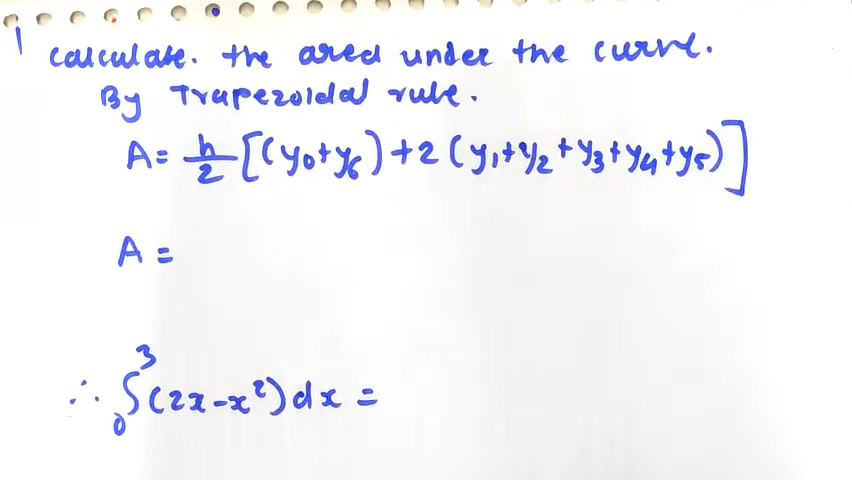 1
calculate. the area under the curve.
By Trapezoidal rule.
A = h/2 [(y₀+y₆)+2(y₁+y₂+y₃+y₄+y₅)]
A =
∴ ∫₀³ (2x-x²)dx =